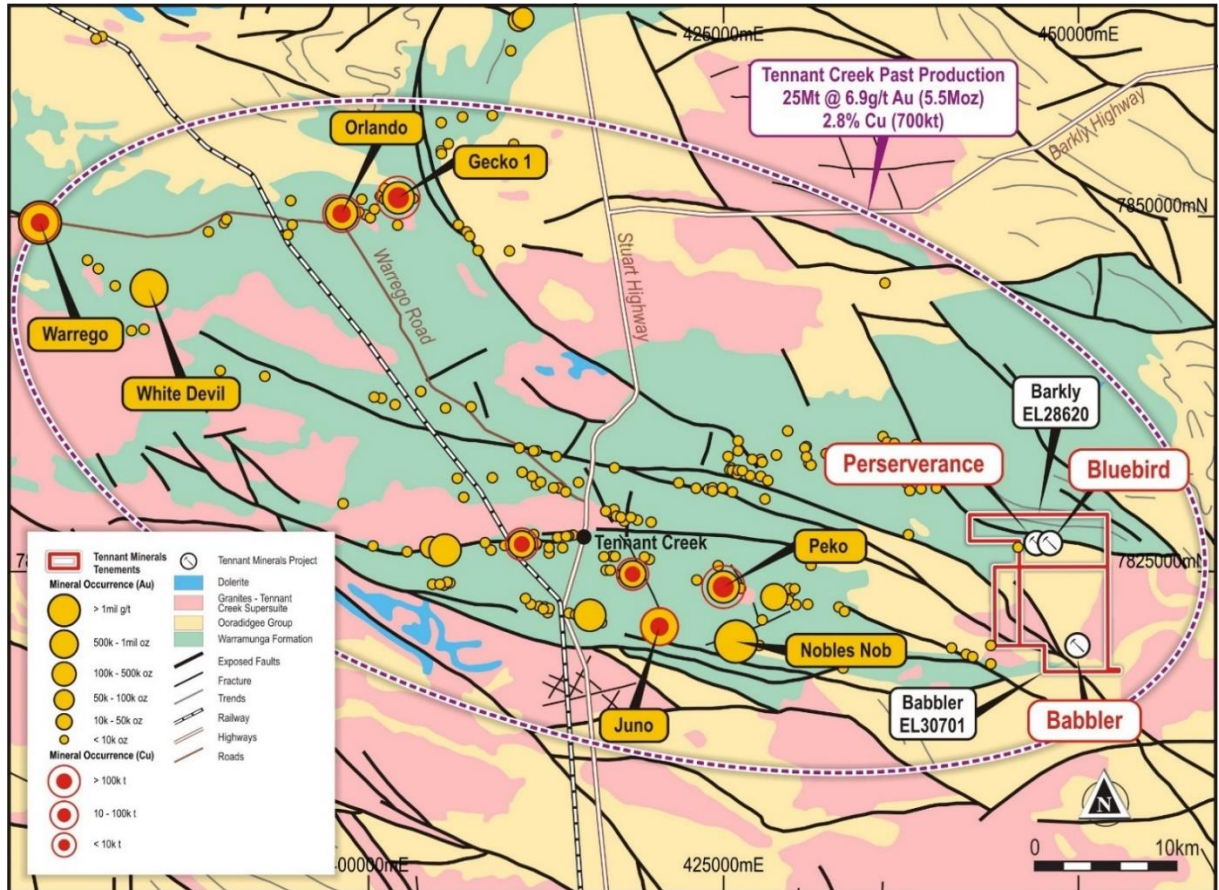 425000mE
450000mE
Tennant Creek Past Production
25Mt @ 6.9g/t Au (5.5Moz)
2.8% Cu (700kt)
Barkly Highway
Orlando
Gecko 1
7850000mN
Stuart Highway
Warrego Road
Warrego
White Devil
Barkly
EL28620
Perserverance
Bluebird
Tennant Creek
Peko
7825000mN
Nobles Nob
Juno
Babbler
EL30701
Babbler
Tennant Minerals
Tenements
Mineral Occurrence (Au)
> 1mil g/t
500k - 1mil oz
100k - 500k oz
50k - 100k oz
10k - 50k oz
< 10k oz
Mineral Occurrence (Cu)
> 100k t
10 - 100k t
< 10k t
Tennant Minerals Project
Dolerite
Granites - Tennant
Creek Supersuite
Ooradidgee Group
Warramunga Formation
Exposed Faults
Fracture
Trends
Railway
Highways
Roads
N
00000mE
425000mE
0 10km